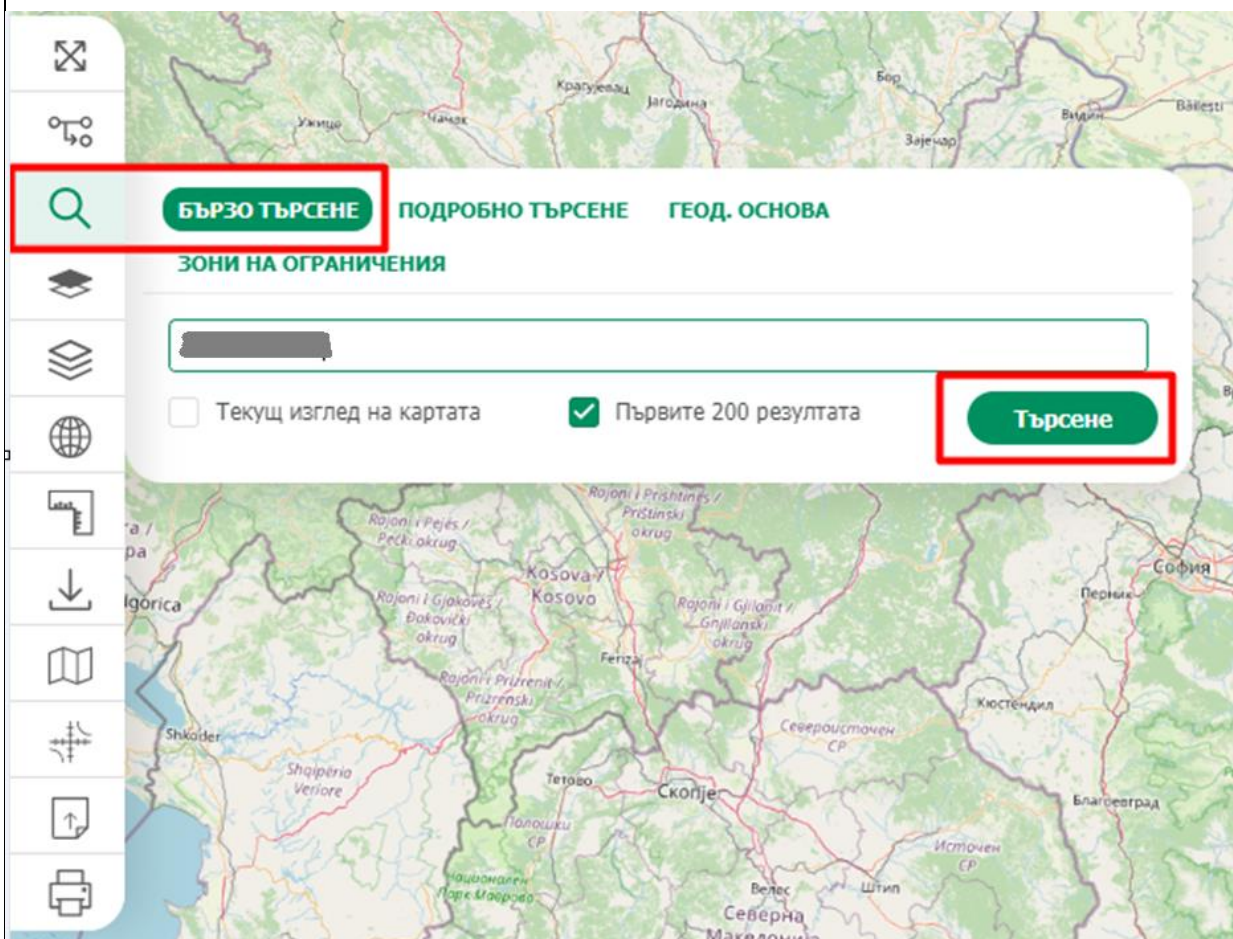 Крагујевац
Бор
Јагодина
Băilești
Ужице
Чачак
Видин
Зајечар
БЪРЗО ТЪРСЕНЕ ПОДРОБНО ТЪРСЕНЕ ГЕОД. ОСНОВА
ЗОНИ НА ОГРАНИЧЕНИЯ
Текущ изглед на картата Първите 200 резултата Търсене
Rajoni i Prishtinës /
Prištinski
okrug
Rajoni i Pejës /
Pećki okrug
София
Kosova /
Kosovo
Перник
Rajoni i Gjakovës /
Đakovički
okrug
Rajoni i Gjilanit /
Gnjilanski
okrug
Ferizaj
Rajoni i Prizrenit /
Prizrenski
okrug
Кюстендил
Shkodër
Североисточен
СР
Shqipëria
Veriore
Тетово
Скопје
Благоевград
Полошки
СР
Источен
СР
Национален
Парк Маврово
Велес
Штип
Северна
Македонија